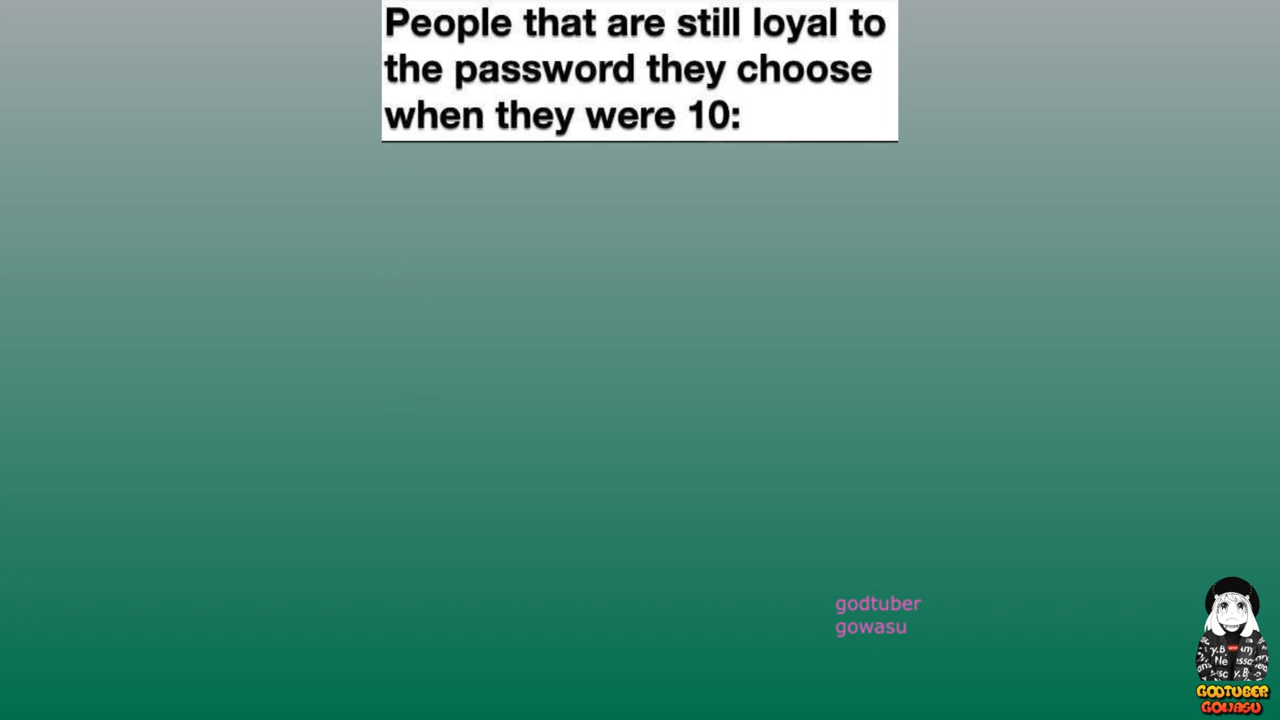 People that are still loyal to
the password they choose
when they were 10:
godtuber
gowasu
GODTUBER
GOWASU